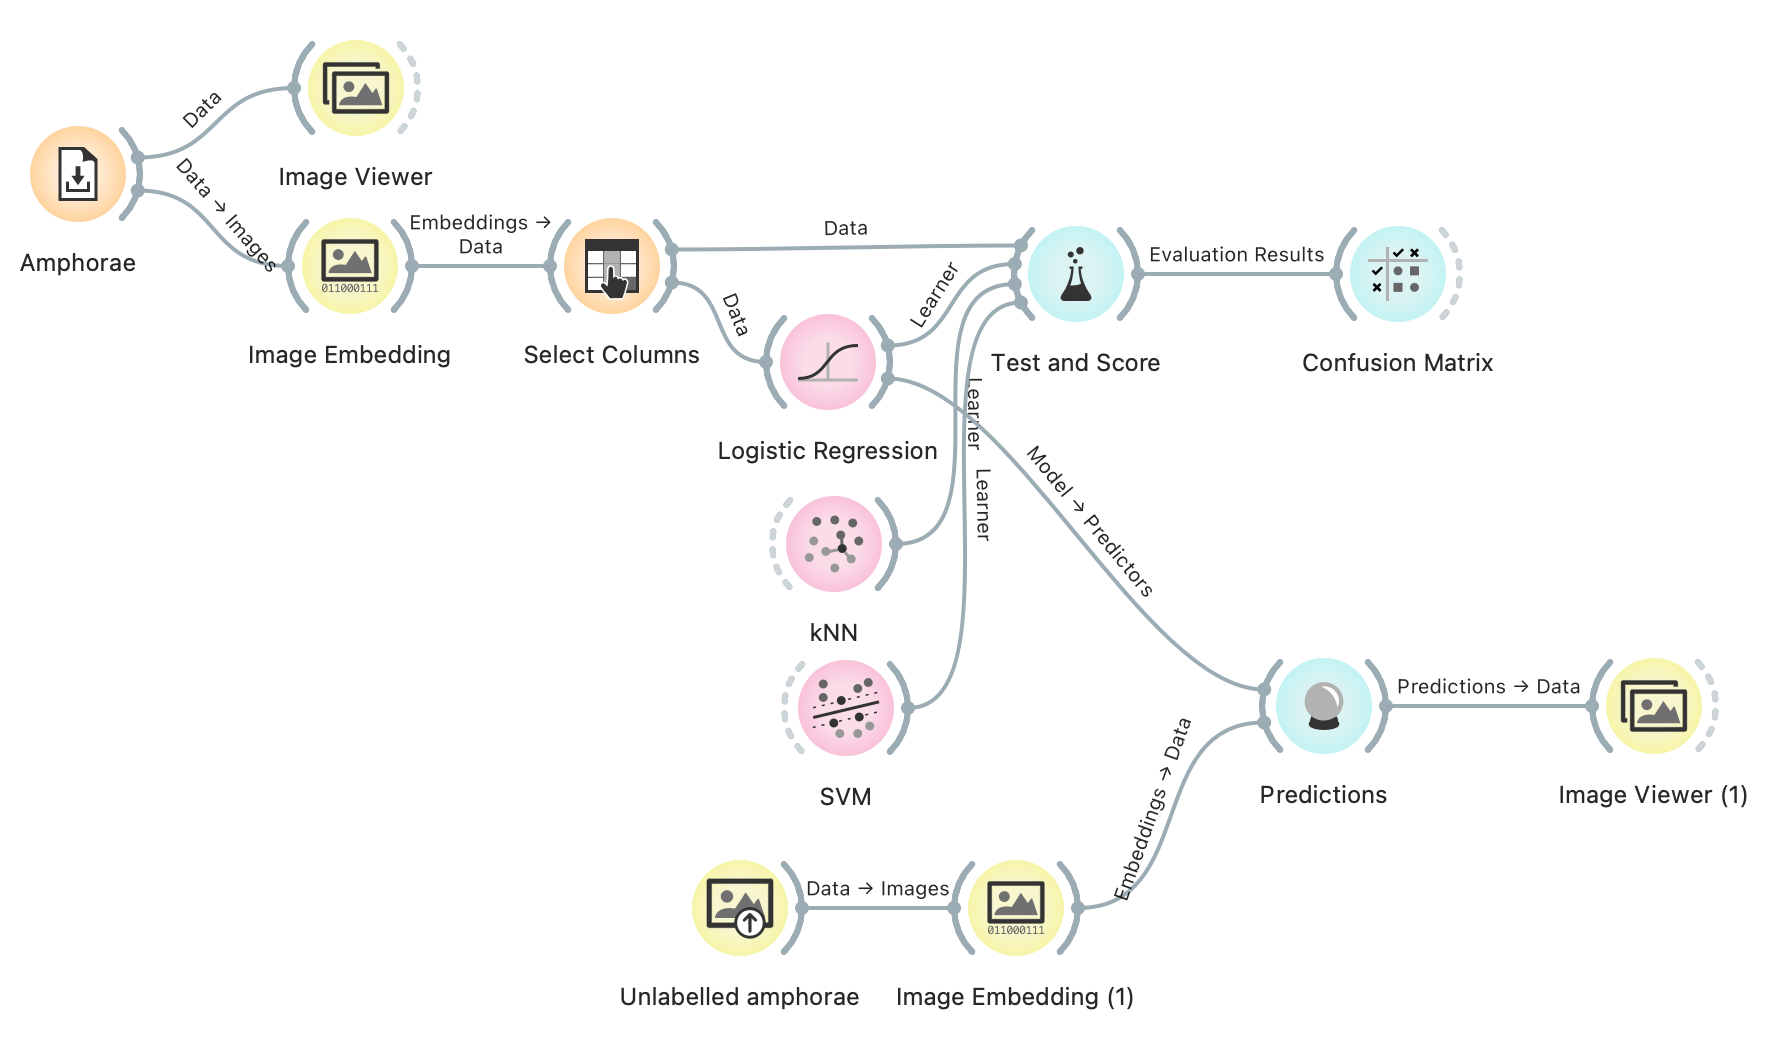 Data
Image Viewer
Amphorae
Data → Images
Image Embedding
011000111
Embeddings →
Data
Select Columns
Data
Data
Logistic Regression
Learner
Test and Score
Evaluation Results
Confusion Matrix
Learner
Learner
kNN
SVM
Model → Predictors
Predictions
Predictions → Data
Image Viewer (1)
Unlabelled amphorae
Data → Images
Image Embedding (1)
011000111
Embeddings → Data